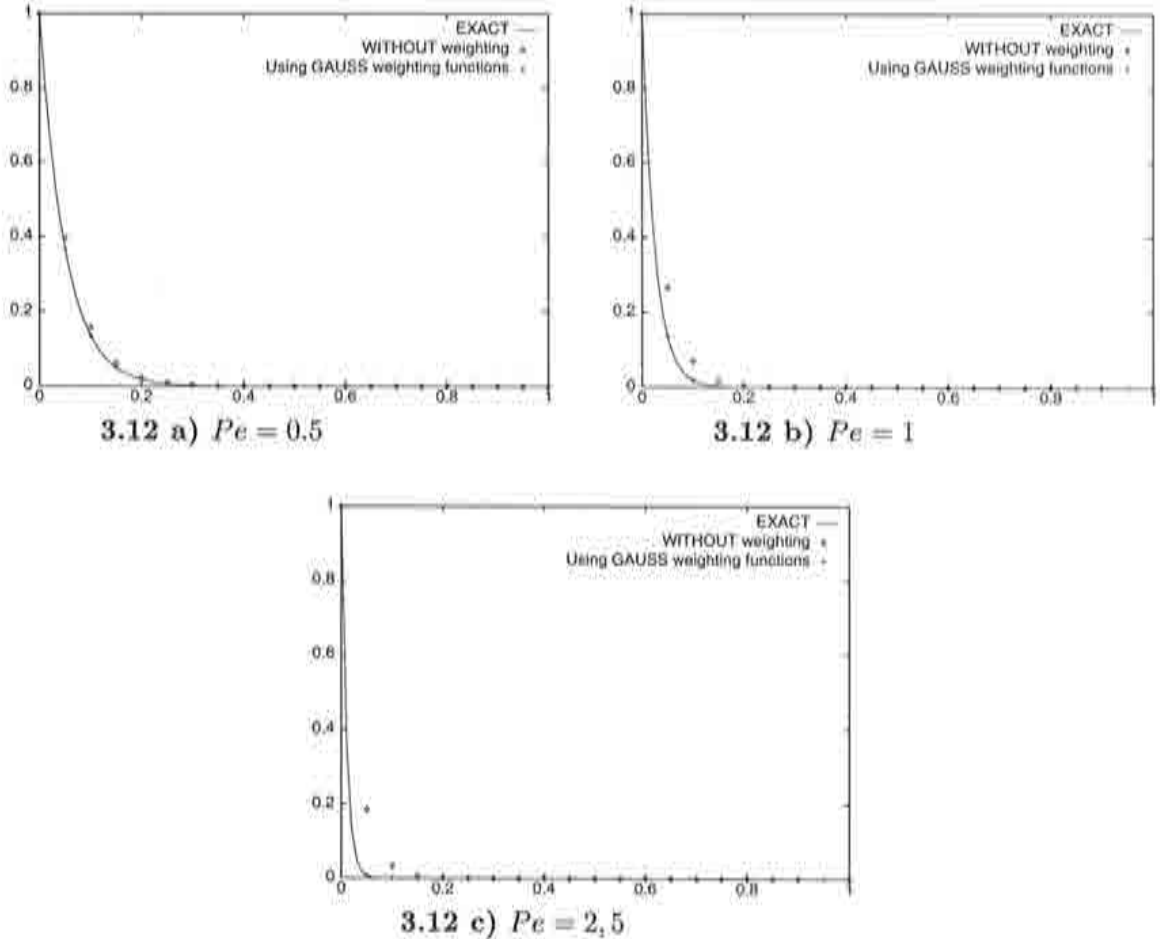 1
EXACT
WITHOUT weighting
Using GAUSS weighting functions
0.8
0.6
0.4
0.2
0
0 0.2 0.4 0.6 0.8 1
3.12 a) Pe = 0.5
1
EXACT
WITHOUT weighting
Using GAUSS weighting functions
0.8
0.6
0.4
0.2
0
0 0.2 0.4 0.6 0.8 1
3.12 b) Pe = 1
1
EXACT
WITHOUT weighting
Using GAUSS weighting functions
0.8
0.6
0.4
0.2
0
0 0.2 0.4 0.6 0.8 1
3.12 c) Pe = 2,5